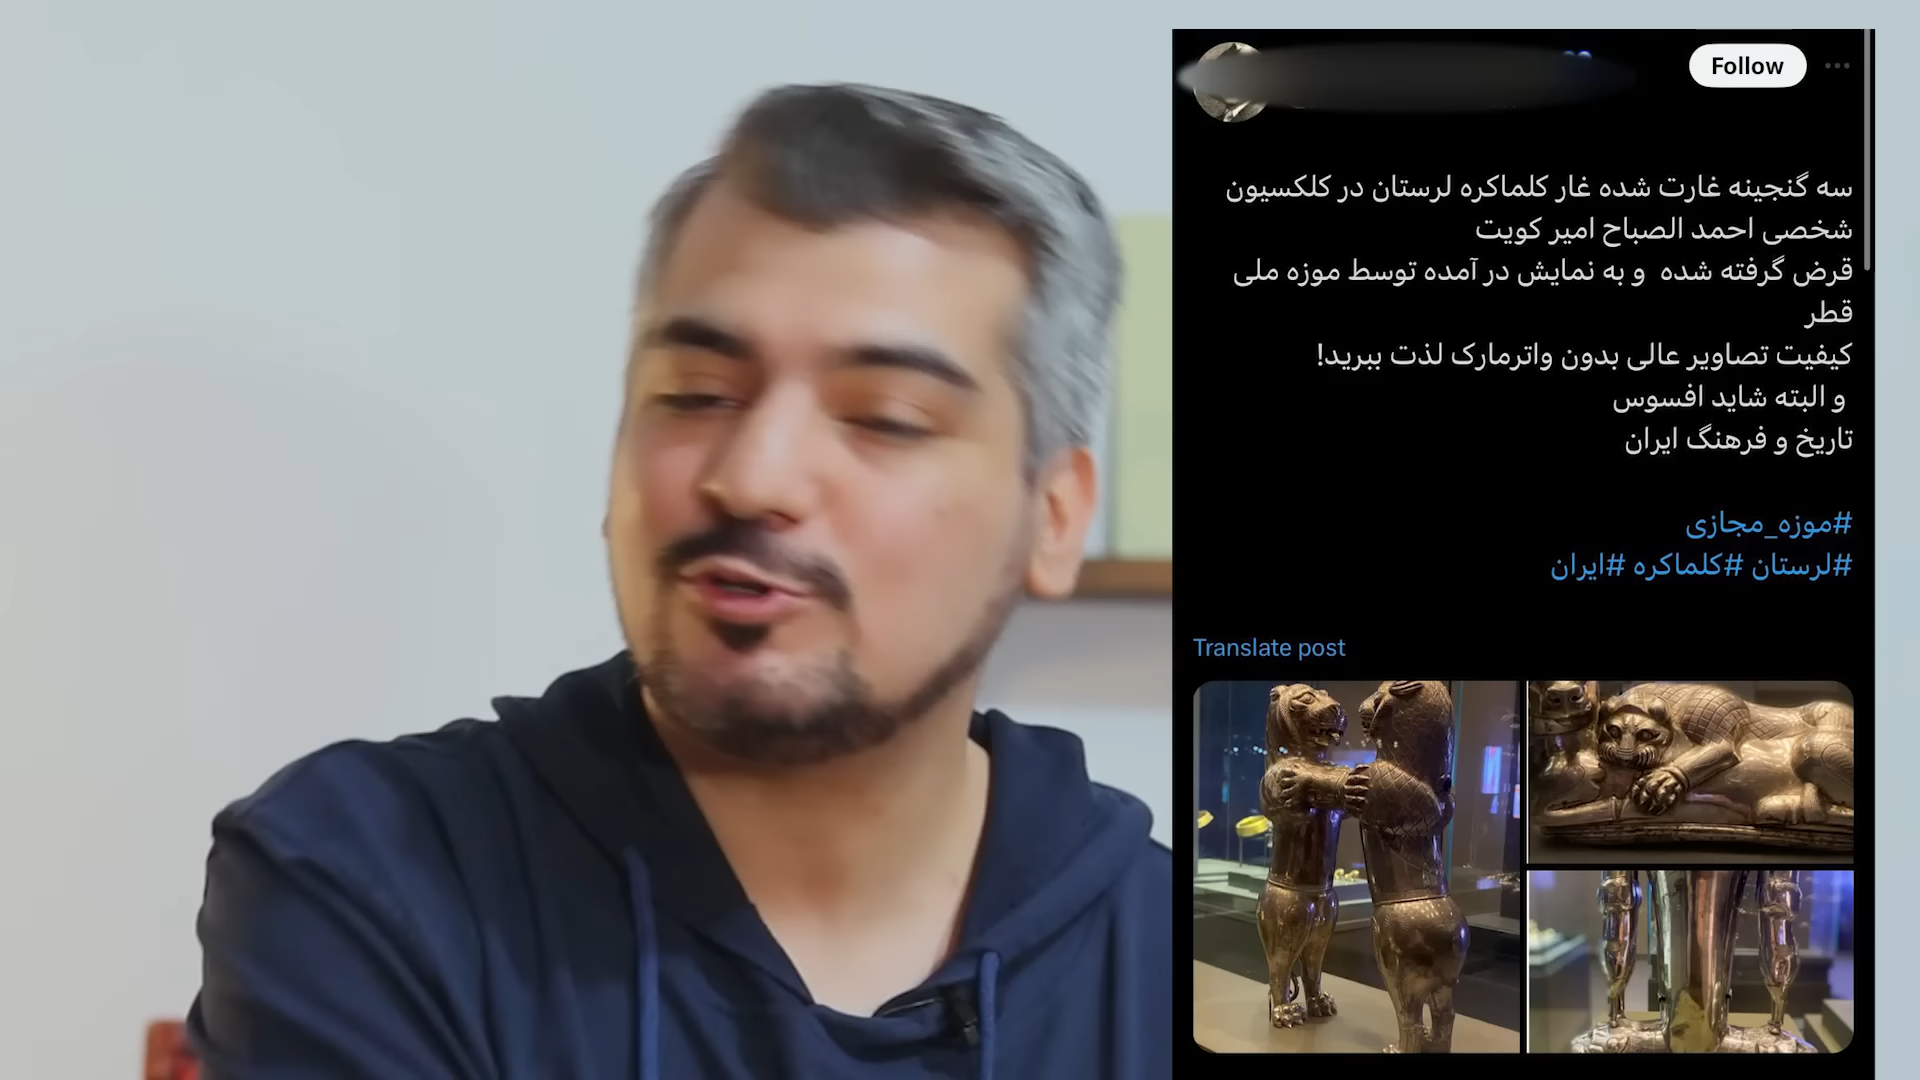 Follow
سه گنجینه غارت شده غار کلماکره لرستان در کلکسیون
شخصی احمد الصباح امیر کویت
قرض گرفته شده و به نمایش در آمده توسط موزه ملی
قطر
کیفیت تصاویر عالی بدون واترمارک لذت ببرید!
و البته شاید افسوس
تاریخ و فرهنگ ایران
#موزه_مجازی
#لرستان #کلماکره #ایران
Translate post